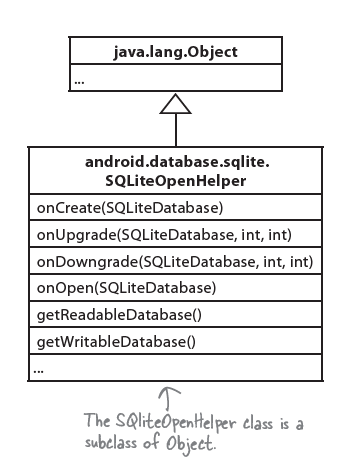 java.lang.Object
...
android.database.sqlite.
SQLiteOpenHelper
onCreate(SQLiteDatabase)
onUpgrade(SQLiteDatabase, int, int)
onDowngrade(SQLiteDatabase, int, int)
onOpen(SQLiteDatabase)
getReadableDatabase()
getWritableDatabase()
...
The SQliteOpenHelper class is a
subclass of Object.